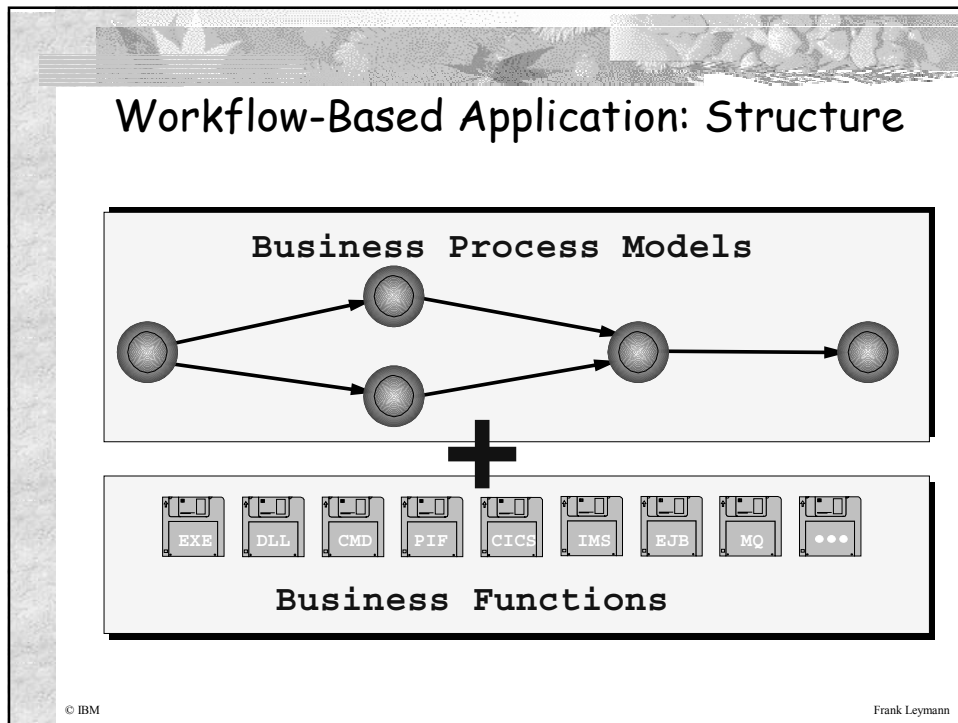 Workflow-Based Application: Structure
Business Process Models
+
EXE DLL CMD PIF CICS IMS EJB MQ •••
Business Functions
© IBM Frank Leymann